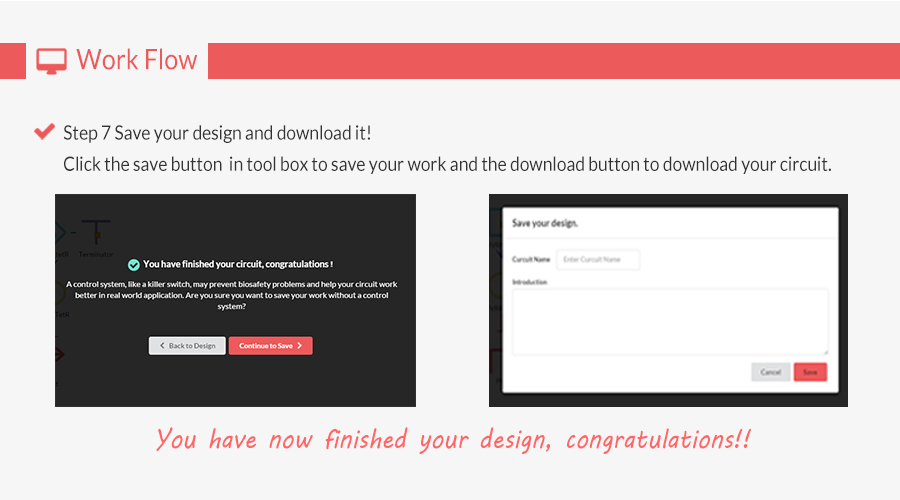 Work Flow
Step 7 Save your design and download it!
Click the save button in tool box to save your work and the download button to download your circuit.
Terminator
You have finished your circuit, congratulations !
A control system, like a killer switch, may prevent biosafety problems and help your circuit work
better in real world application. Are you sure you want to save your work without a control
system?
Back to Design
Continue to Save
Save your design.
Curcuit Name
Enter Curcuit Name
Introduction
Cancel
Save
You have now finished your design, congratulations!!